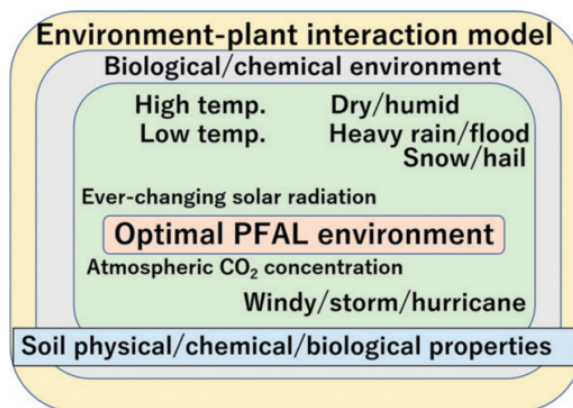 Environment-plant interaction model
Biological/chemical environment
High temp. Dry/humid
Low temp. Heavy rain/flood
Snow/hail
Ever-changing solar radiation
Optimal PFAL environment
Atmospheric CO₂ concentration
Windy/storm/hurricane
Soil physical/chemical/biological properties